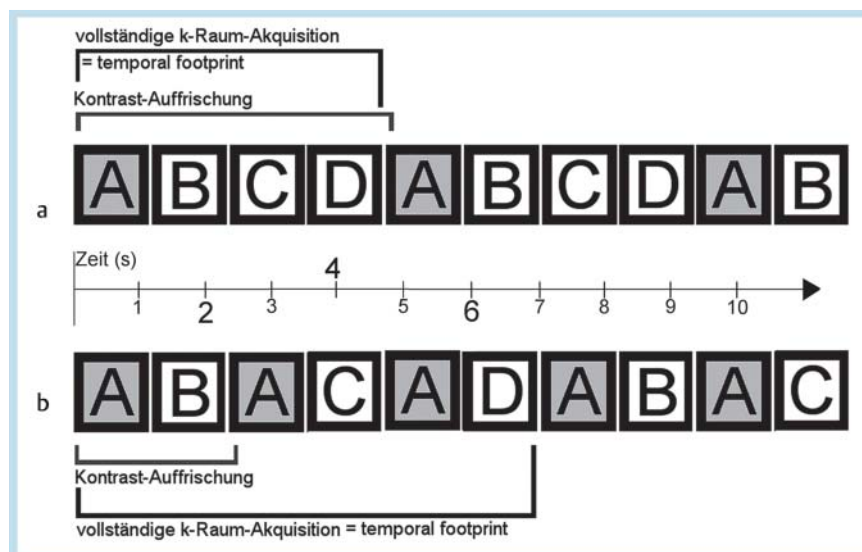 vollständige k-Raum-Akquisition
= temporal footprint
Kontrast-Auffrischung
a A B C D A B C D A B
Zeit (s)
1 2 3 4 5 6 7 8 9 10
b A B A C A D A B A C
Kontrast-Auffrischung
vollständige k-Raum-Akquisition = temporal footprint